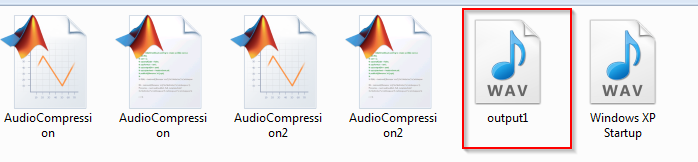 WAV
WAV
AudioCompressi
on
AudioCompressi
on
AudioCompressi
on2
AudioCompressi
on2
output1
Windows XP
Startup